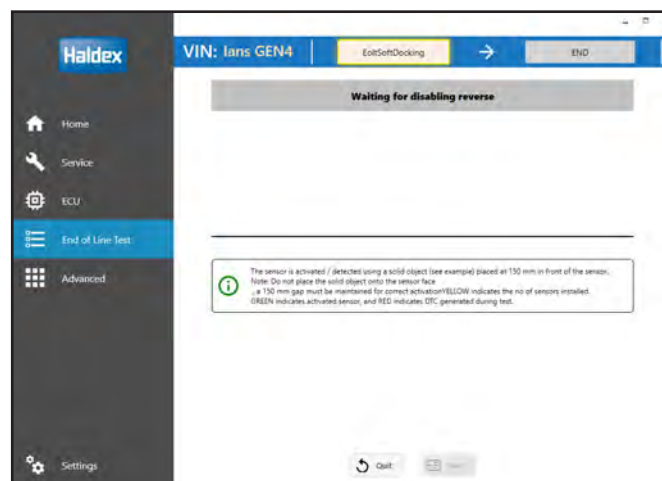 Haldex
VIN: Ians GEN4
EoltSoftDocking
END
Waiting for disabling reverse
Home
Service
ECU
End of Line Test
Advanced
The sensor is activated / detected using a solid object (see example) placed at 150 mm in front of the sensor.
Note: Do not place the solid object onto the sensor face
, a 150 mm gap must be maintained for correct activationYELLOW indicates the no of sensors installed.
GREEN indicates activated sensor, and RED indicates DTC generated during test.
Settings
Quit